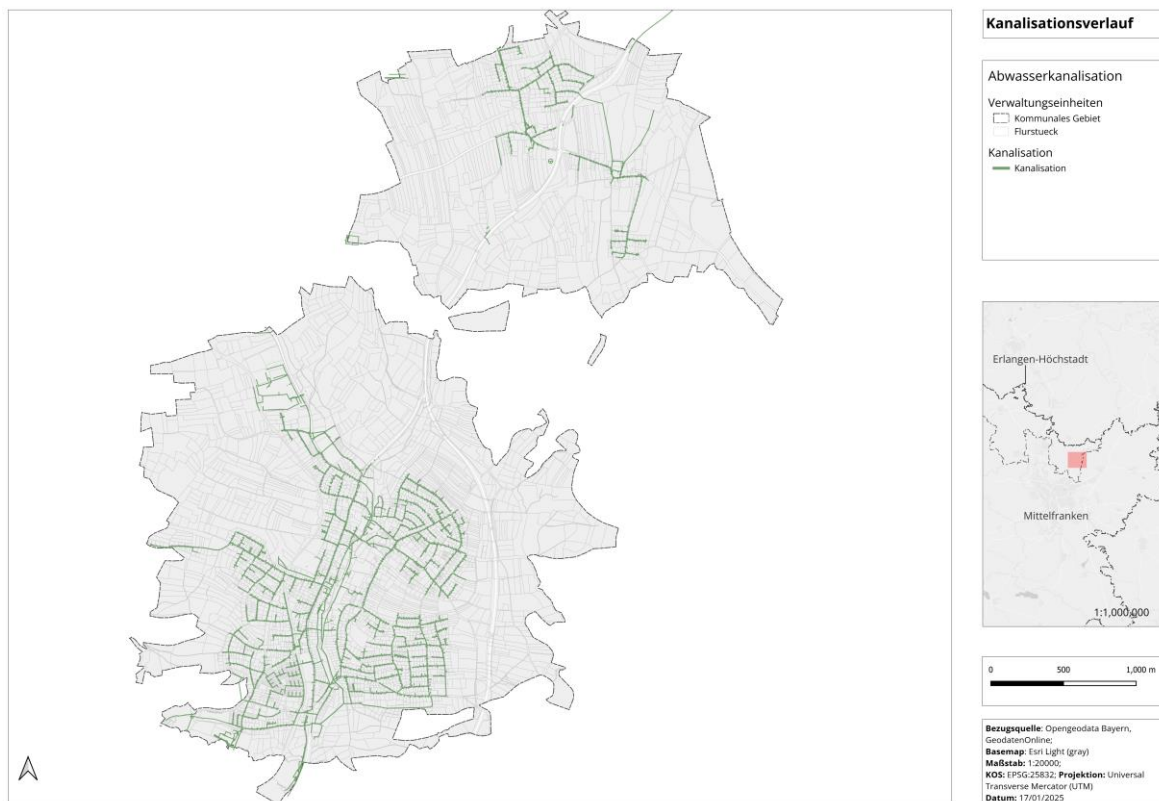 Kanalisationsverlauf
Abwasserkanalisation
Verwaltungseinheiten
Kommunales Gebiet
Flurstueck
Kanalisation
Kanalisation
Erlangen-Höchstadt
Mittelfranken
1:1,000,000
0 500 1,000 m
Bezugsquelle: Opengeodata Bayern,
GeodatenOnline;
Basemap: Esri Light (gray)
Maßstab: 1:20000;
KOS: EPSG:25832; Projektion: Universal
Transverse Mercator (UTM)
Datum: 17/01/2025